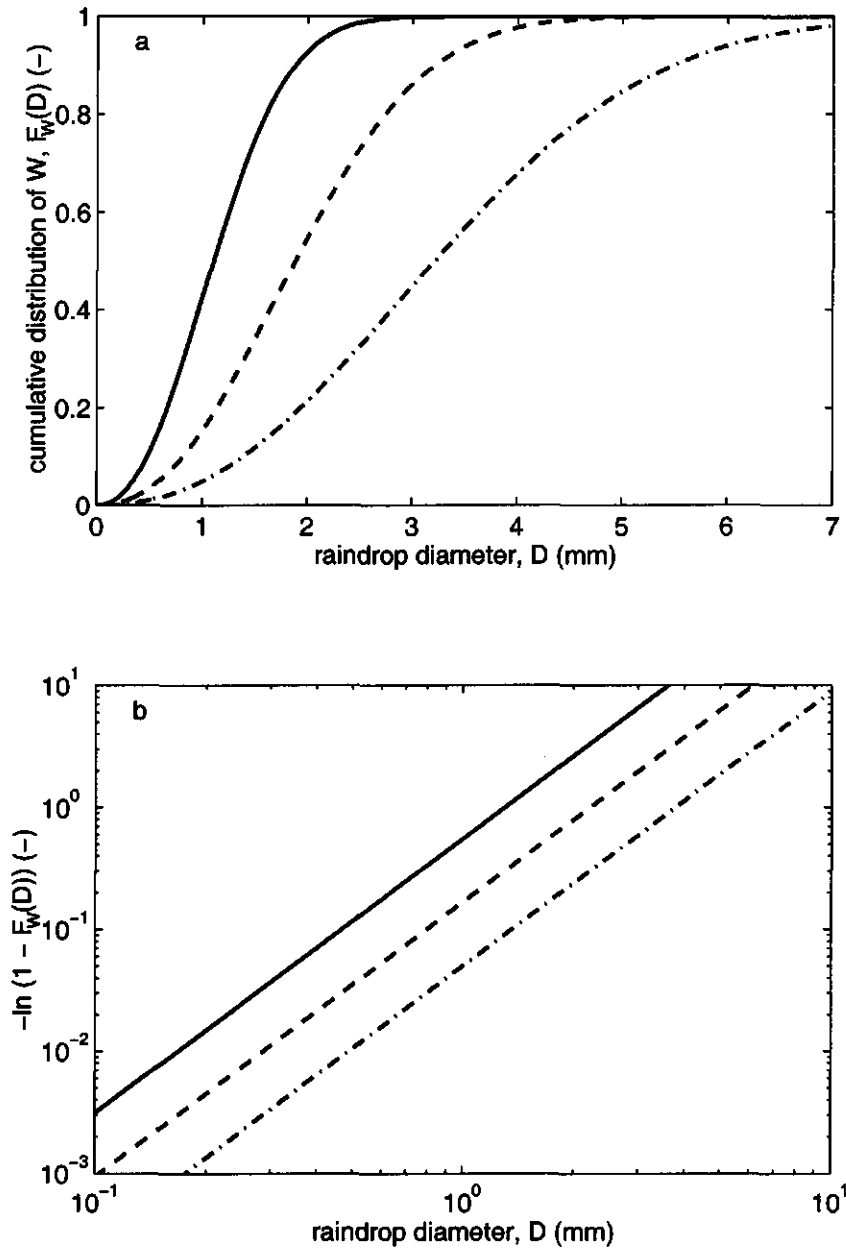 a
cumulative distribution of W, F_W(D) (−)
1
0.8
0.6
0.4
0.2
0
0 1 2 3 4 5 6 7
raindrop diameter, D (mm)
b
−ln (1 − F_W(D)) (−)
10^1
10^0
10^-1
10^-2
10^-3
10^-1 10^0 10^1
raindrop diameter, D (mm)